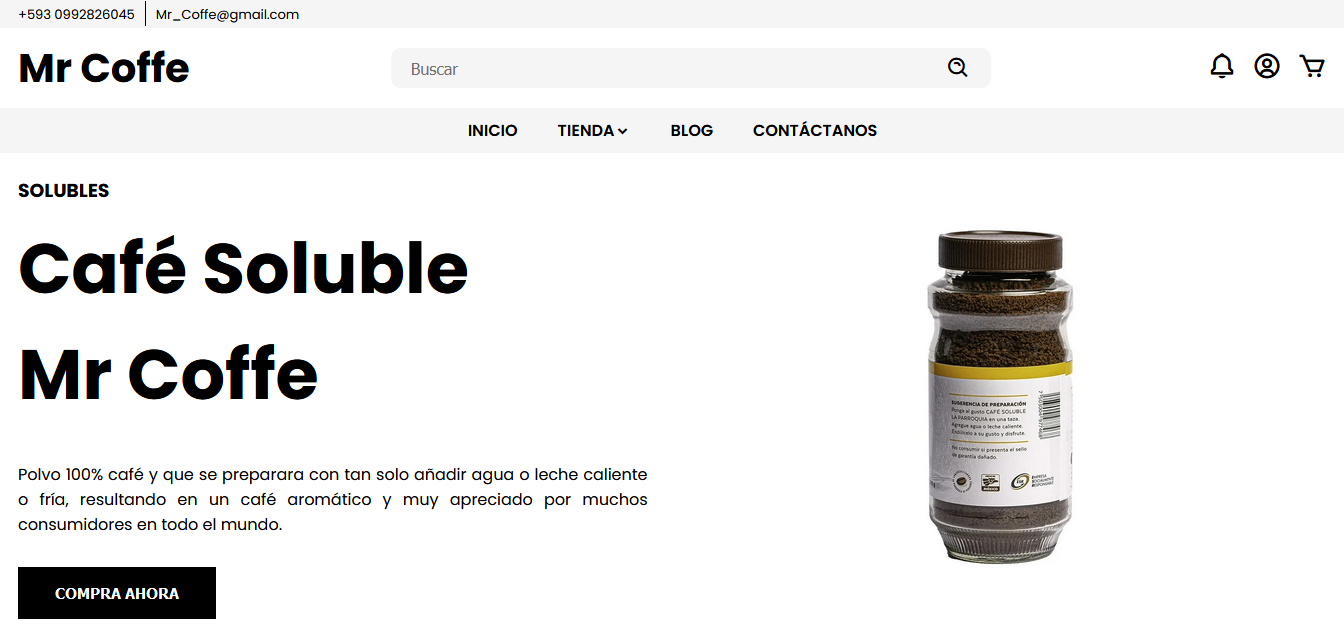 +593 0992826045 Mr_Coffe@gmail.com
Mr Coffe
Buscar
INICIO TIENDA BLOG CONTÁCTANOS
SOLUBLES
Café Soluble
Mr Coffe
Polvo 100% café y que se preparara con tan solo añadir agua o leche caliente
o fría, resultando en un café aromático y muy apreciado por muchos
consumidores en todo el mundo.
COMPRA AHORA
SUGERENCIA DE PREPARACIÓN
Ponga al gusto CAFÉ SOLUBLE
LA PARROQUIA en una taza.
Agregue agua o leche caliente.
Endúlcelo a su gusto y disfrute.
No consumir si presenta el sello
de garantía dañado.
EMPRESA
SOCIALMENTE
RESPONSABLE